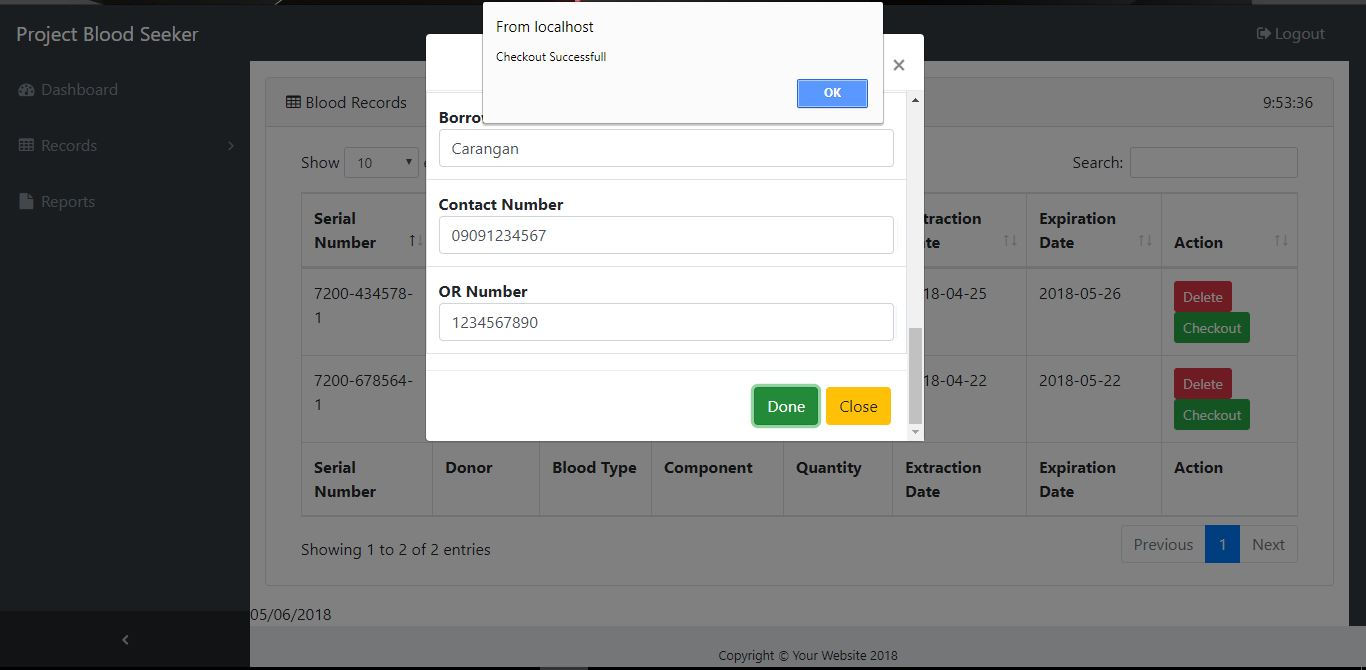 Project Blood Seeker
Logout
From localhost
Checkout Successfull
OK
×
Dashboard
Records
Reports
Blood Records
9:53:36
Show 10
Search:
Carangan
Contact Number
09091234567
OR Number
1234567890
Done Close
Serial Number
Expiration Date
Action
7200-434578-1
2018-05-26
Delete
Checkout
7200-678564-1
2018-05-22
Delete
Checkout
Serial Number
Donor
Blood Type
Component
Quantity
Extraction Date
Expiration Date
Action
Showing 1 to 2 of 2 entries
Previous 1 Next
05/06/2018
Copyright © Your Website 2018